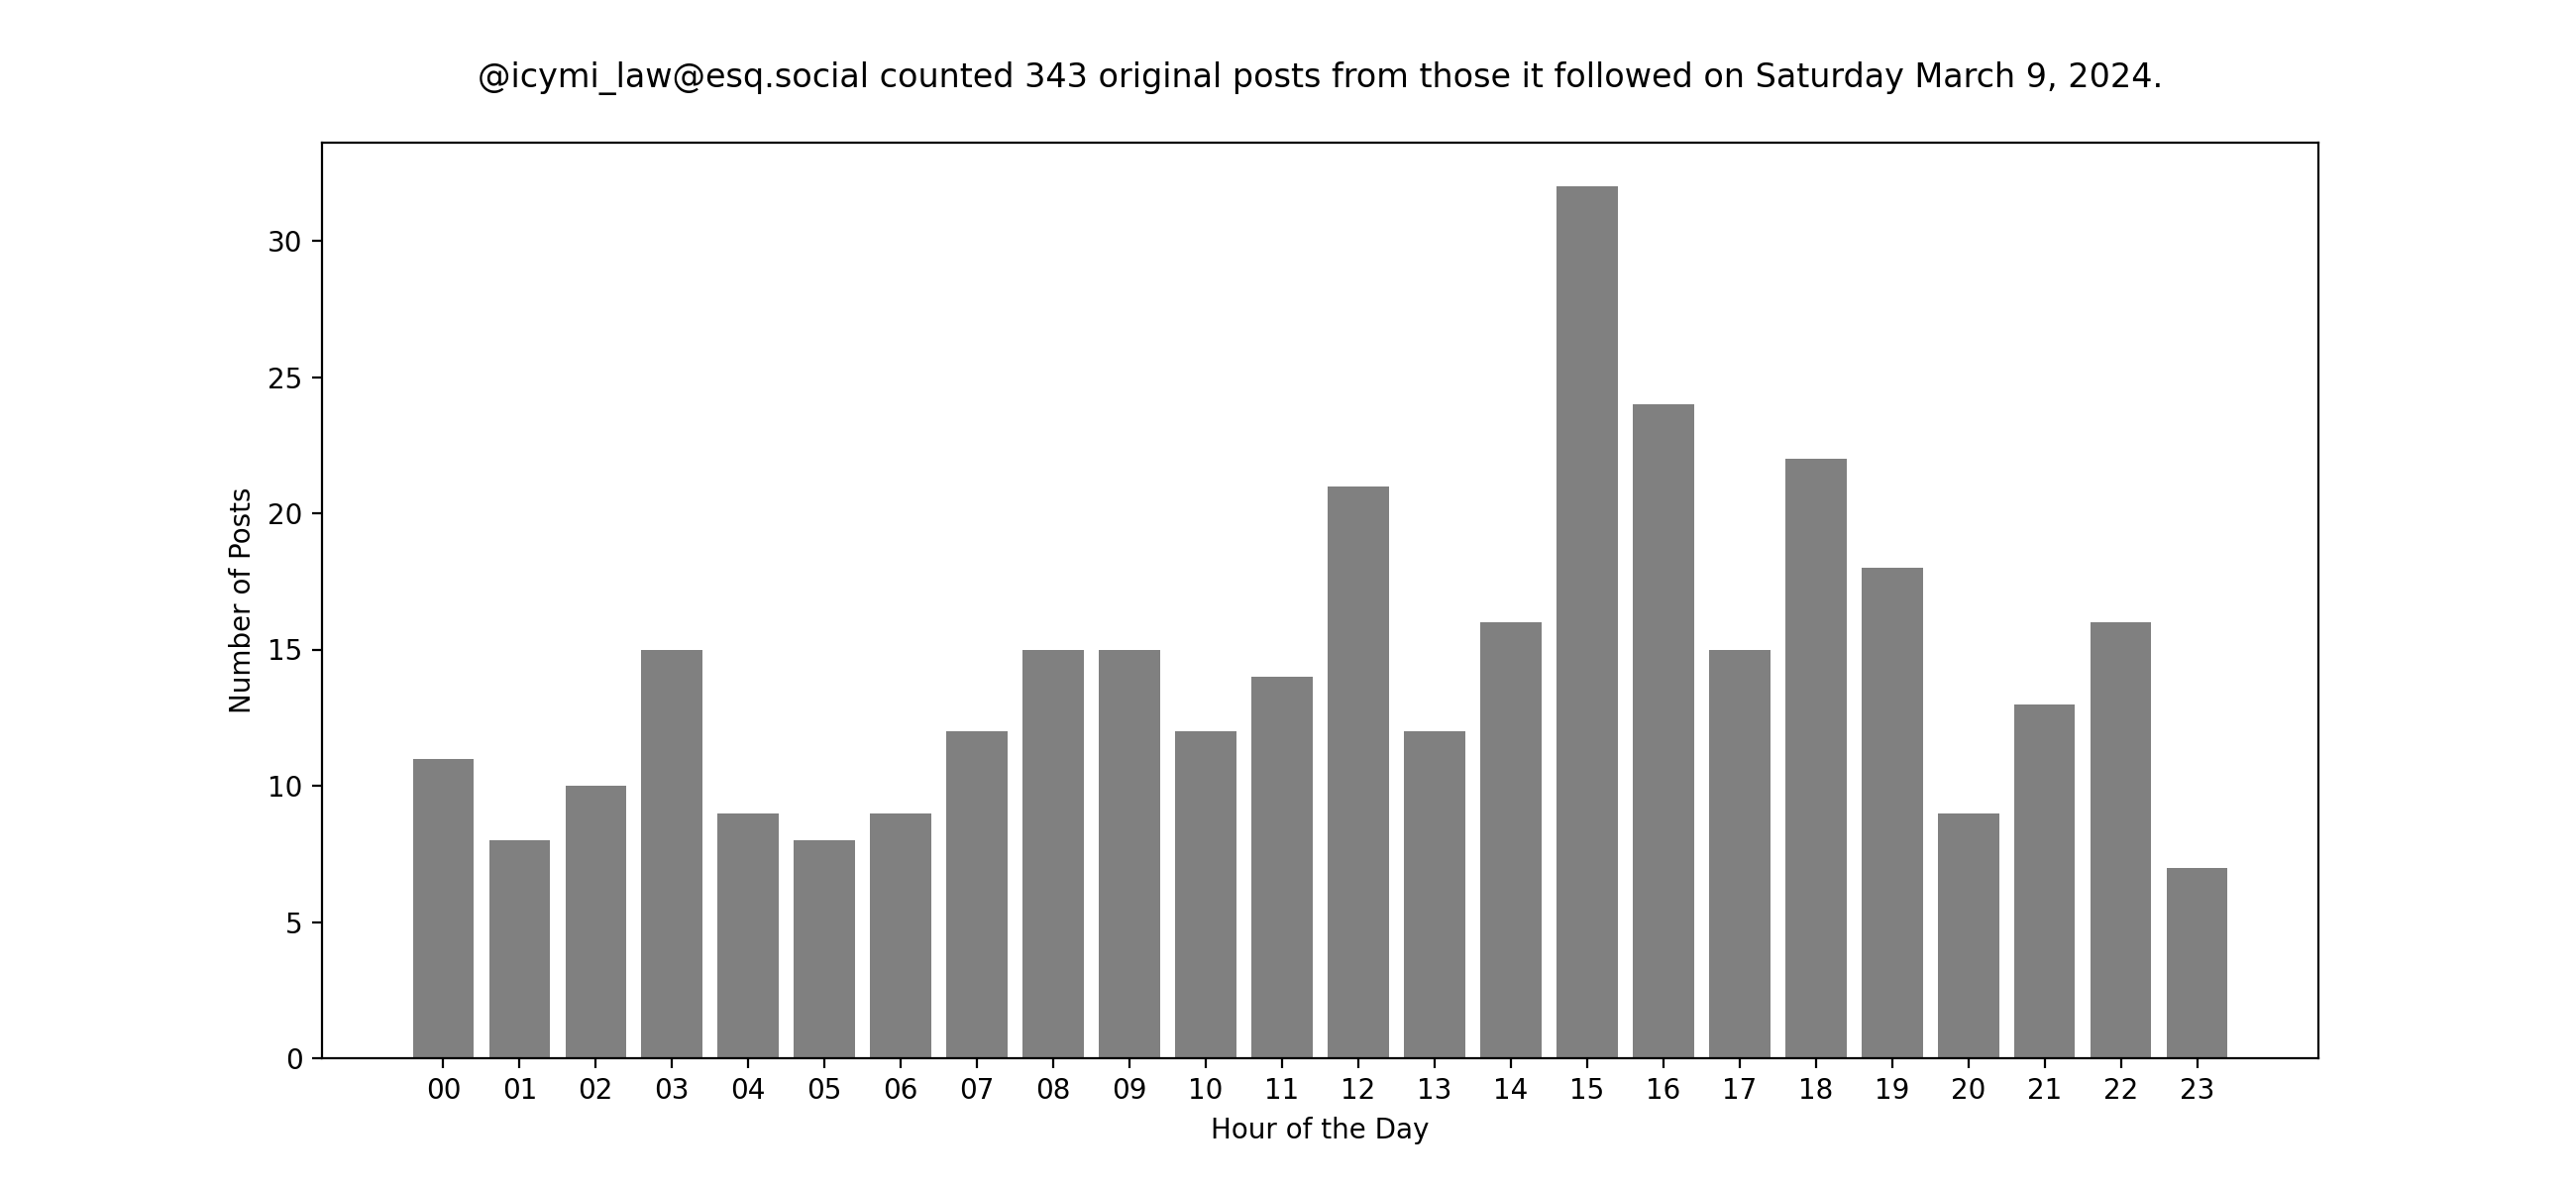 @icymi_law@esq.social counted 343 original posts from those it followed on Saturday March 9, 2024.
30
25
20
15
10
5
0
Number of Posts
00 01 02 03 04 05 06 07 08 09 10 11 12 13 14 15 16 17 18 19 20 21 22 23
Hour of the Day